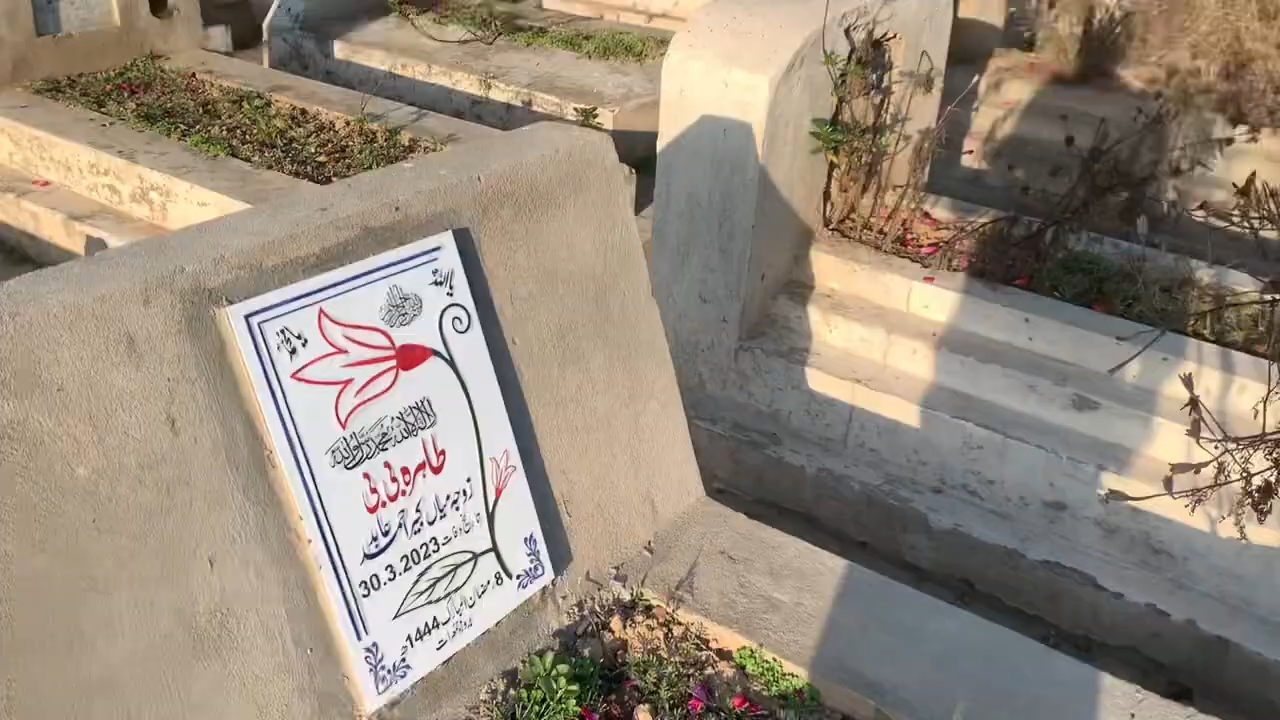 یا اللہ
یا محمد
لا الہ الا اللہ محمد رسول اللہ
طاہرہ بی بی
زوجہ میاں کبیر احمد عابد
تاریخ وفات 30.3.2023
8 رمضان المبارک 1444ھ